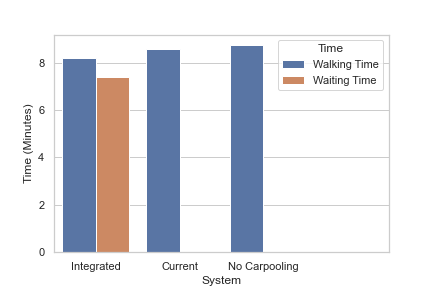 Time
Walking Time
Waiting Time
Time (Minutes)
8
6
4
2
0
Integrated
Current
No Carpooling
System